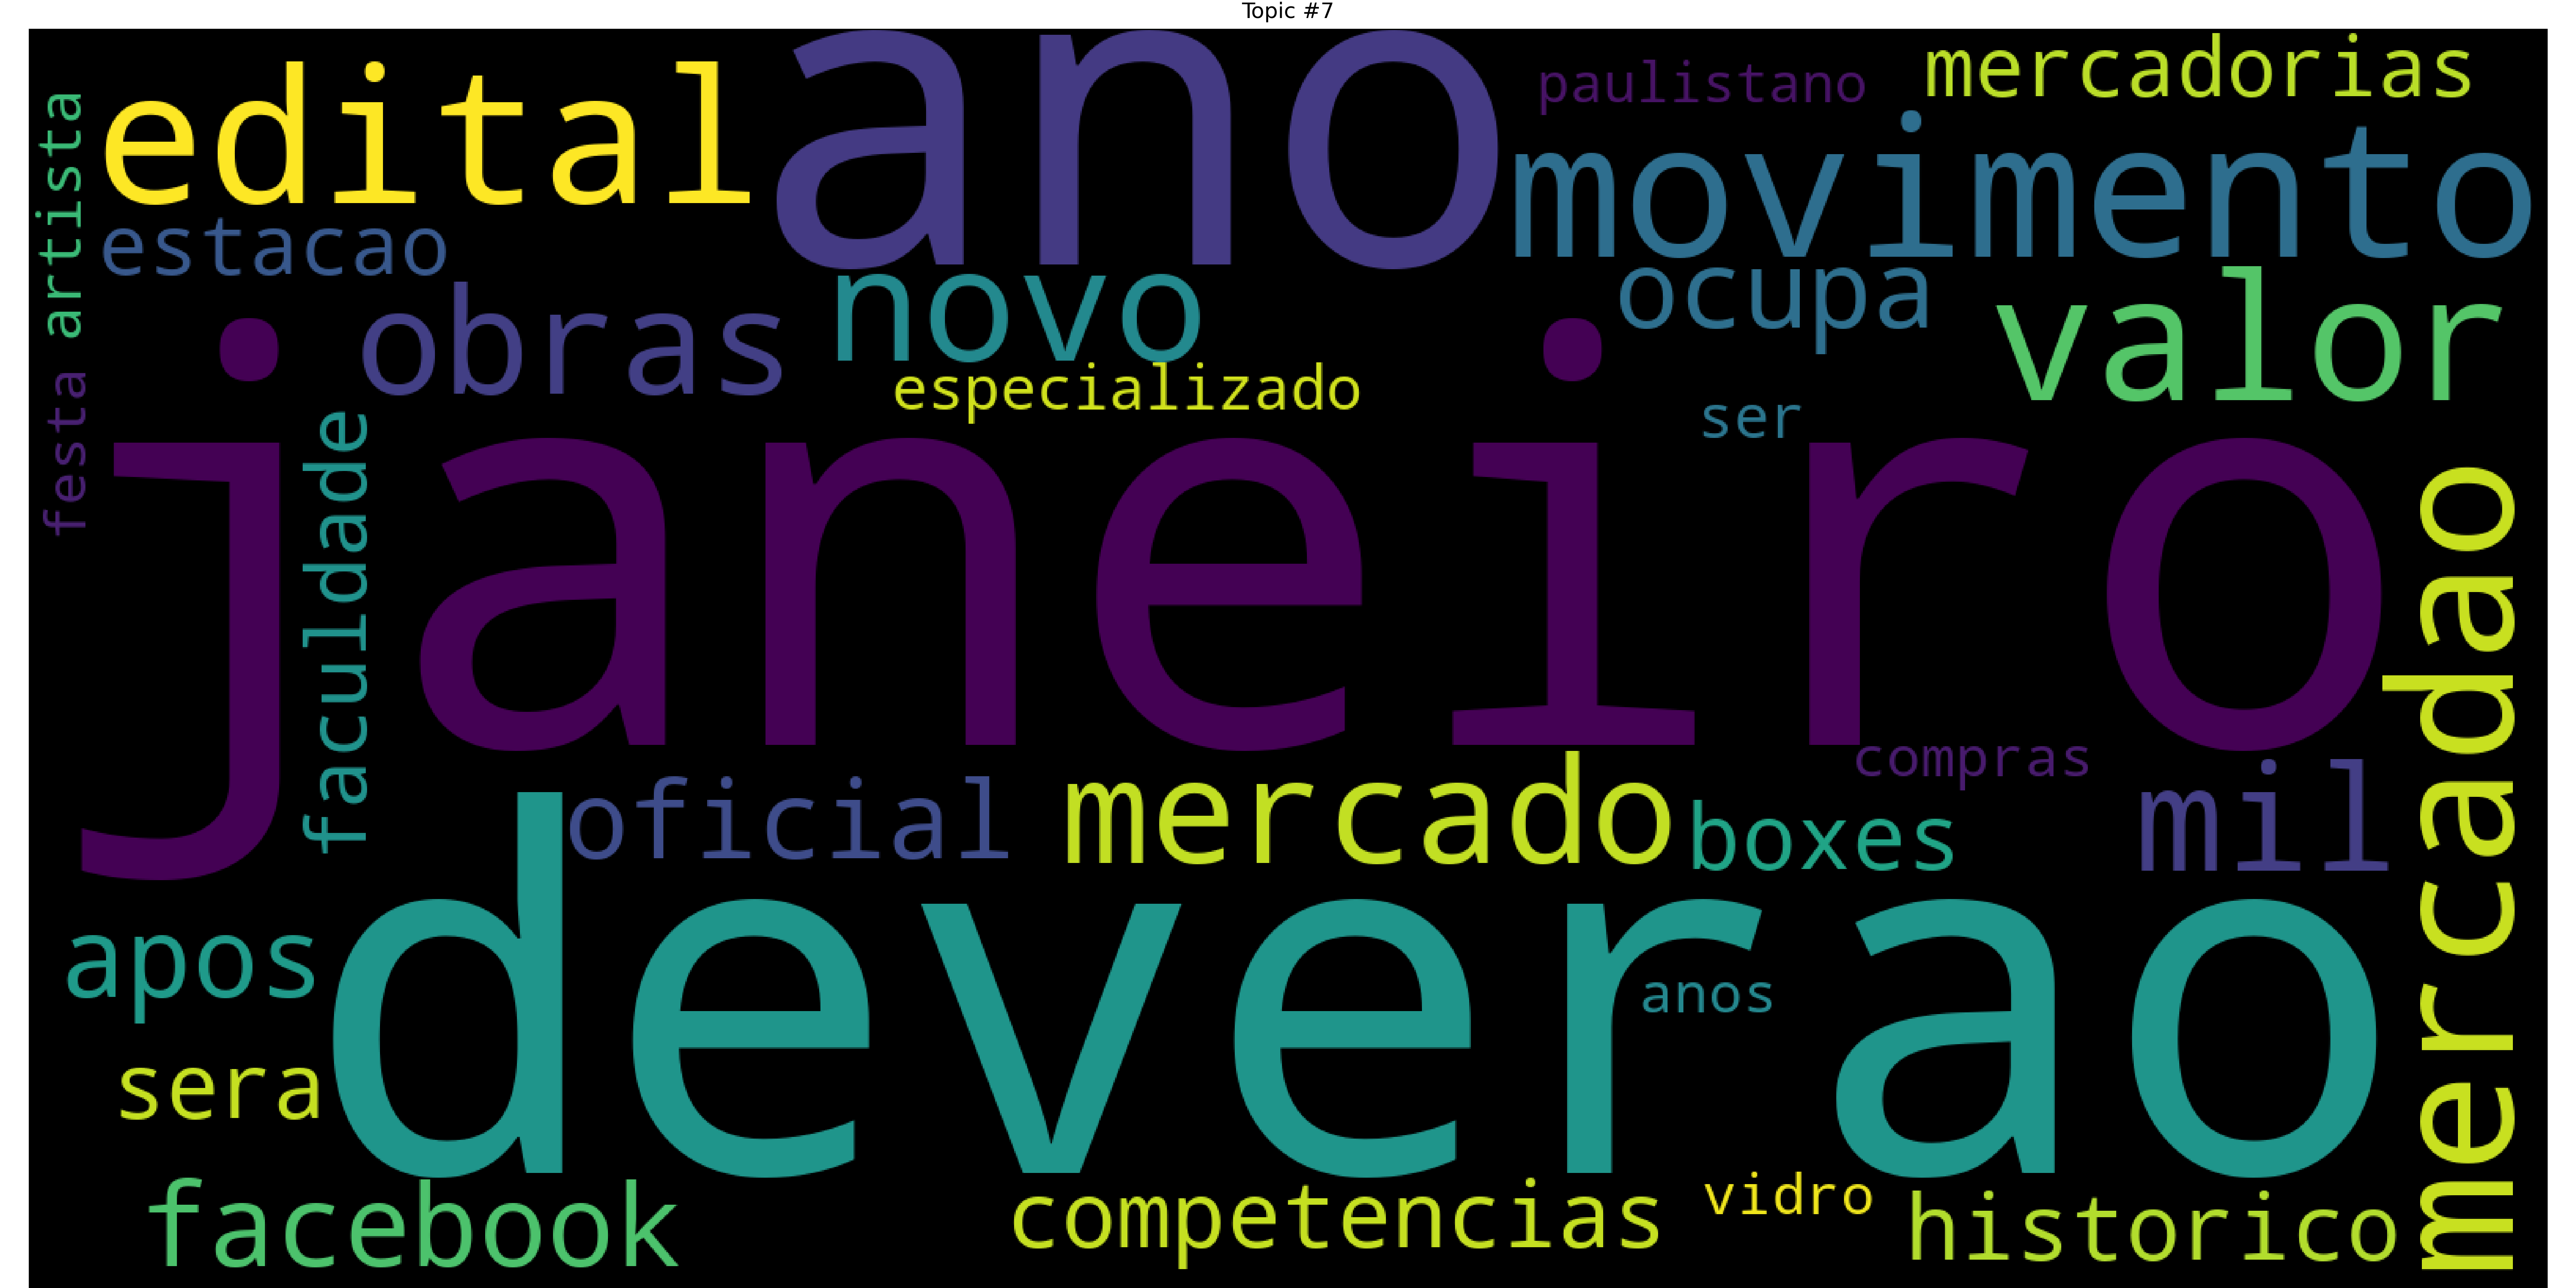 Topic #7
edital
ano
paulistano
mercadorias
artista
movimento
estacao
novo
ocupa
obras
valor
especializado
festa
faculdade
ser
janeiro
mercadao
compras
oficial
mercado
boxes
mil
apos
deverao
anos
sera
facebook
competencias
vidro
historico